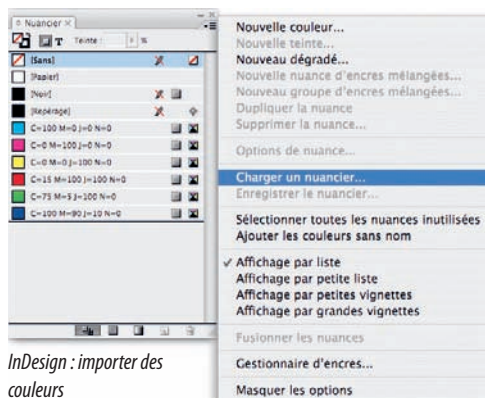 Nuancier ×
Teinte : %
[Sans]
[Papier]
[Noir]
[Repérage]
C=100 M=0 J=0 N=0
C=0 M=100 J=0 N=0
C=0 M=0 J=100 N=0
C=15 M=100 J=100 N=0
C=75 M=5 J=100 N=0
C=100 M=90 J=10 N=0
InDesign : importer des
couleurs
Nouvelle couleur...
Nouvelle teinte...
Nouveau dégradé...
Nouvelle nuance d'encres mélangées...
Nouveau groupe d'encres mélangées...
Dupliquer la nuance
Supprimer la nuance...
Options de nuance...
Charger un nuancier...
Enregistrer le nuancier...
Sélectionner toutes les nuances inutilisées
Ajouter les couleurs sans nom
✓ Affichage par liste
Affichage par petite liste
Affichage par petites vignettes
Affichage par grandes vignettes
Fusionner les nuances
Gestionnaire d'encres...
Masquer les options